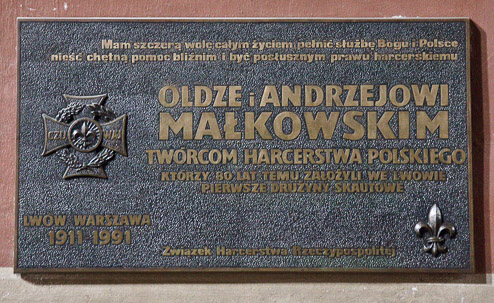 Mam szczerą wolę całym życiem pełnić służbę Bogu i Polsce
nieść chętną pomoc bliźnim i być posłusznym prawu harcerskiemu
CZU WAJ
OLDZE i ANDRZEJOWI
MAŁKOWSKIM
TWÓRCOM HARCERSTWA POLSKIEGO
KTÓRZY 80 LAT TEMU ZAŁOŻYLI WE LWOWIE
PIERWSZE DRUŻYNY SKAUTOWE
LWÓW WARSZAWA
1911-1991
Związek Harcerstwa Rzeczypospolitej